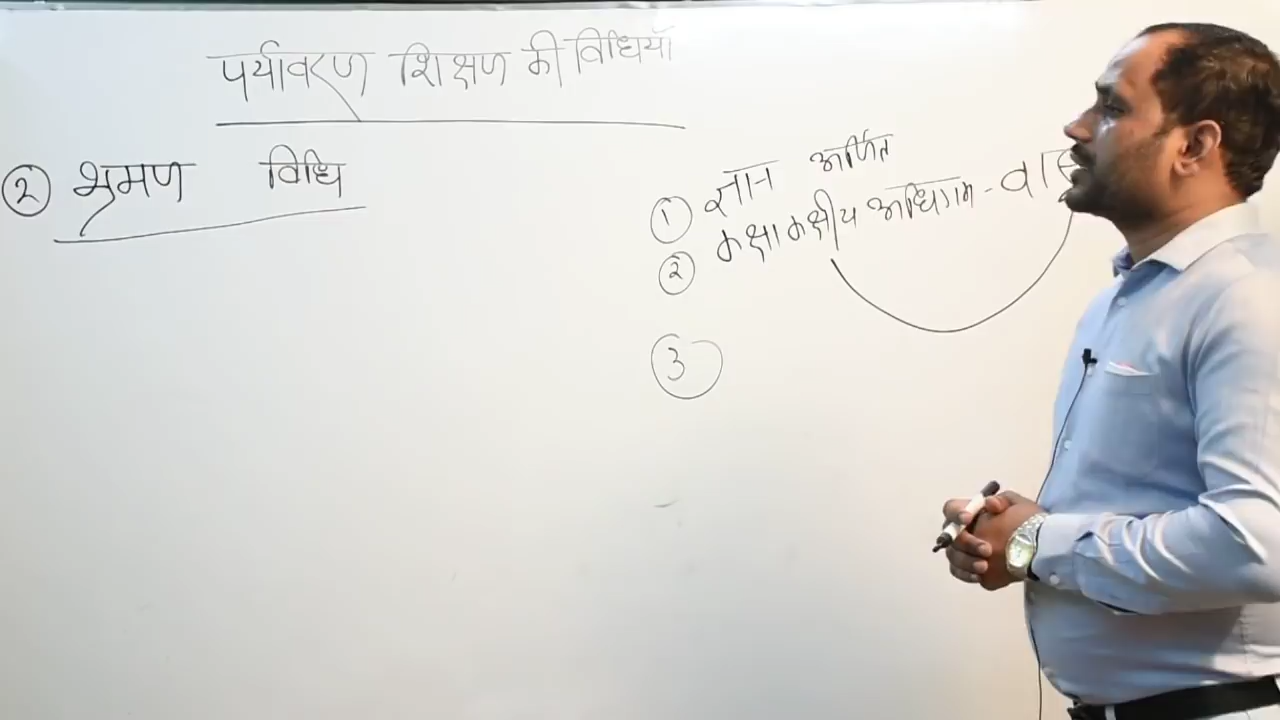 पर्यावरण शिक्षण की विधियाँ
② भ्रमण विधि
① ज्ञान अर्जित
② कक्षा कक्षीय अधिगम -
③